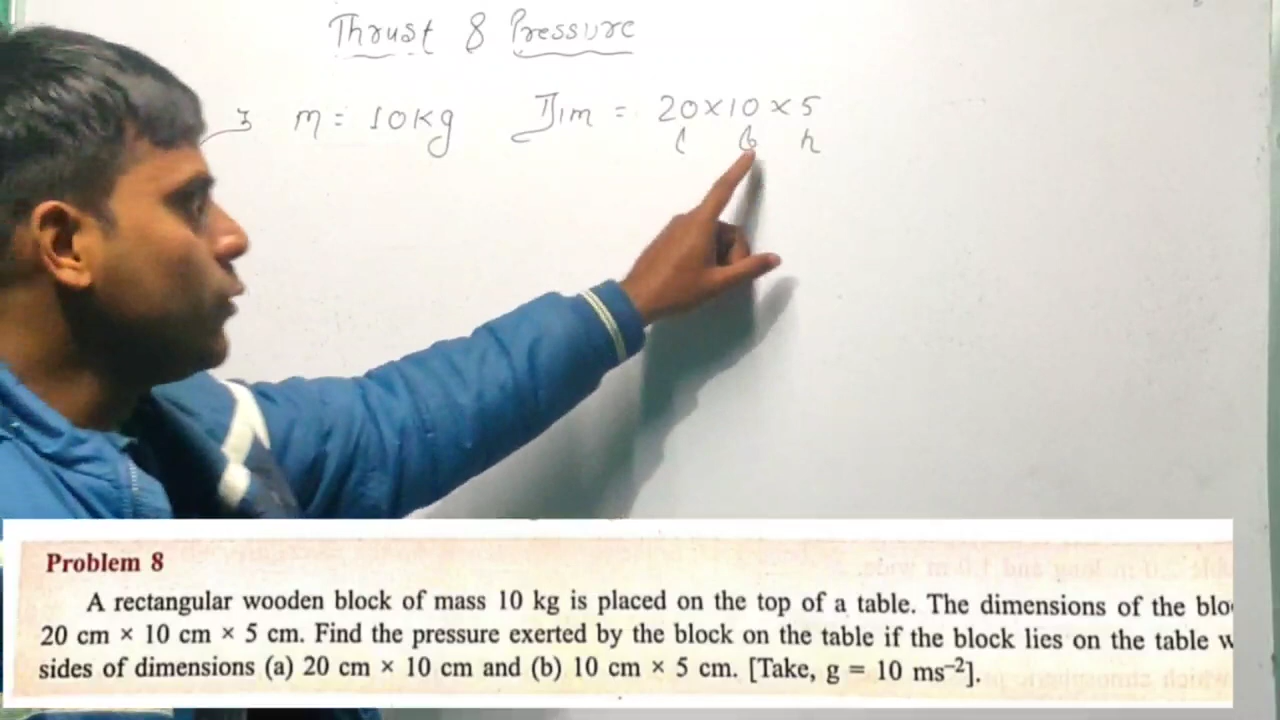 Thrust & Pressure
m = 10kg Dim = 20×10×5
l b h
Problem 8
A rectangular wooden block of mass 10 kg is placed on the top of a table. The dimensions of the blo
20 cm × 10 cm × 5 cm. Find the pressure exerted by the block on the table if the block lies on the table w
sides of dimensions (a) 20 cm × 10 cm and (b) 10 cm × 5 cm. [Take, g = 10 ms⁻²].